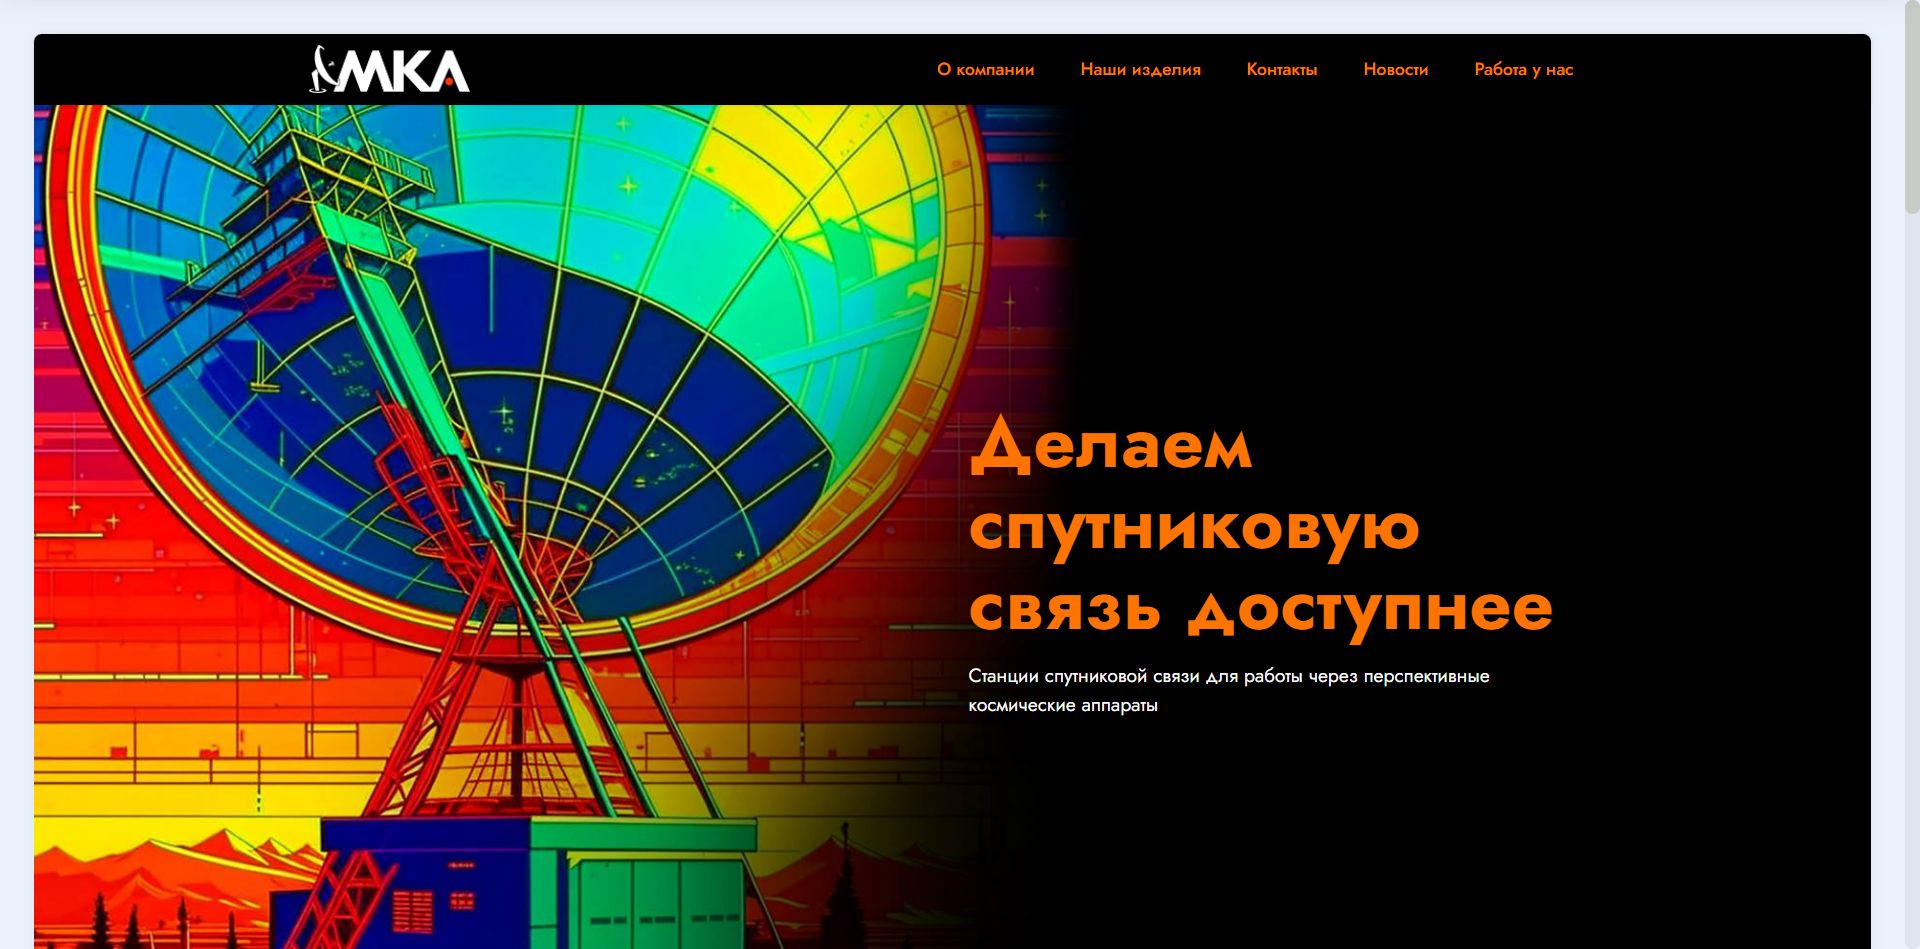 МКА
О компании
Наши изделия
Контакты
Новости
Работа у нас
Делаем
спутниковую
связь доступнее
Станции спутниковой связи для работы через перспективные
космические аппараты